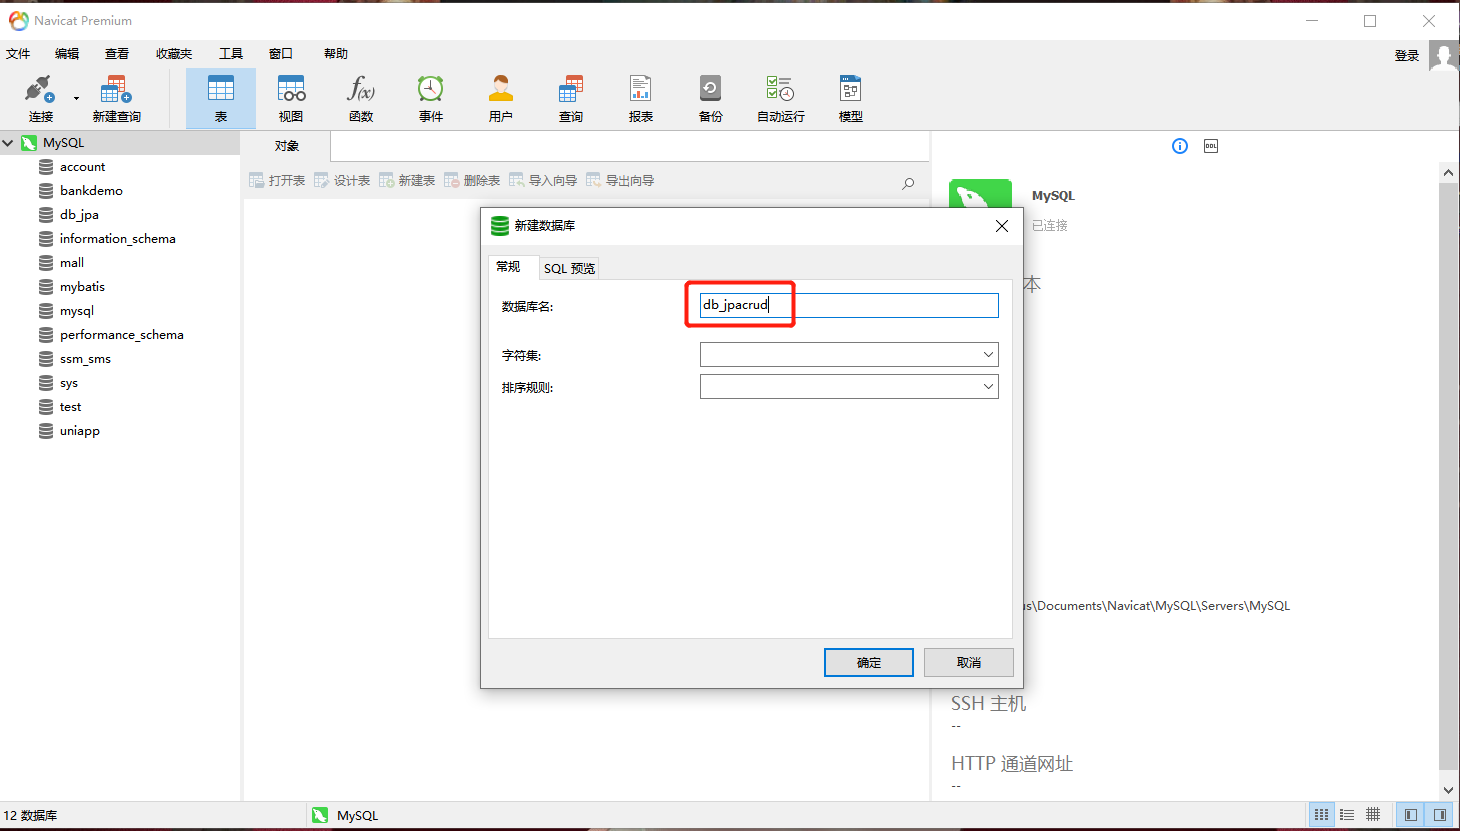 Navicat Premium
文件 编辑 查看 收藏夹 工具 窗口 帮助 登录
连接 新建查询 表 视图 函数 事件 用户 查询 报表 备份 自动运行 模型
MySQL
account
bankdemo
db_jpa
information_schema
mall
mybatis
mysql
performance_schema
ssm_sms
sys
test
uniapp
对象
打开表 设计表 新建表 删除表 导入向导 导出向导
新建数据库
常规 SQL 预览
数据库名: db_jpacrud
字符集:
排序规则:
确定 取消
DDL
MySQL
已连接
本
us\Documents\Navicat\MySQL\Servers\MySQL
SSH 主机
--
HTTP 通道网址
--
12 数据库 MySQL